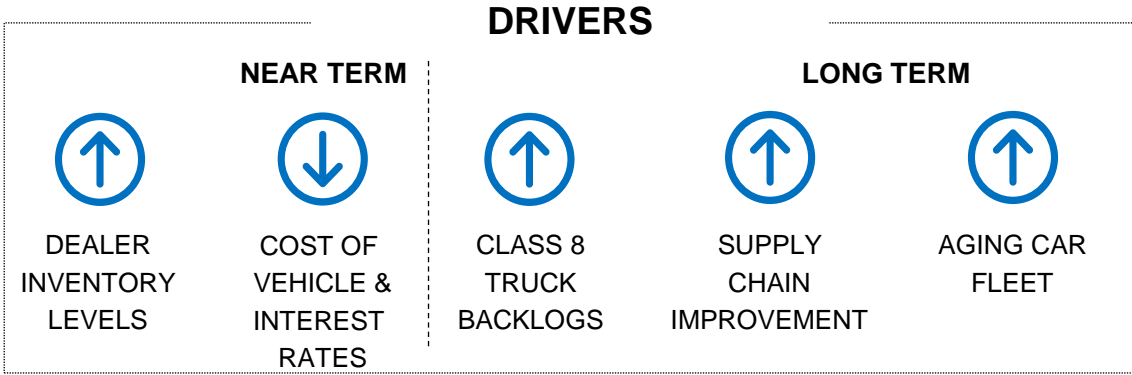 DRIVERS
NEAR TERM
LONG TERM
DEALER
INVENTORY
LEVELS
COST OF
VEHICLE &
INTEREST
RATES
CLASS 8
TRUCK
BACKLOGS
SUPPLY
CHAIN
IMPROVEMENT
AGING CAR
FLEET